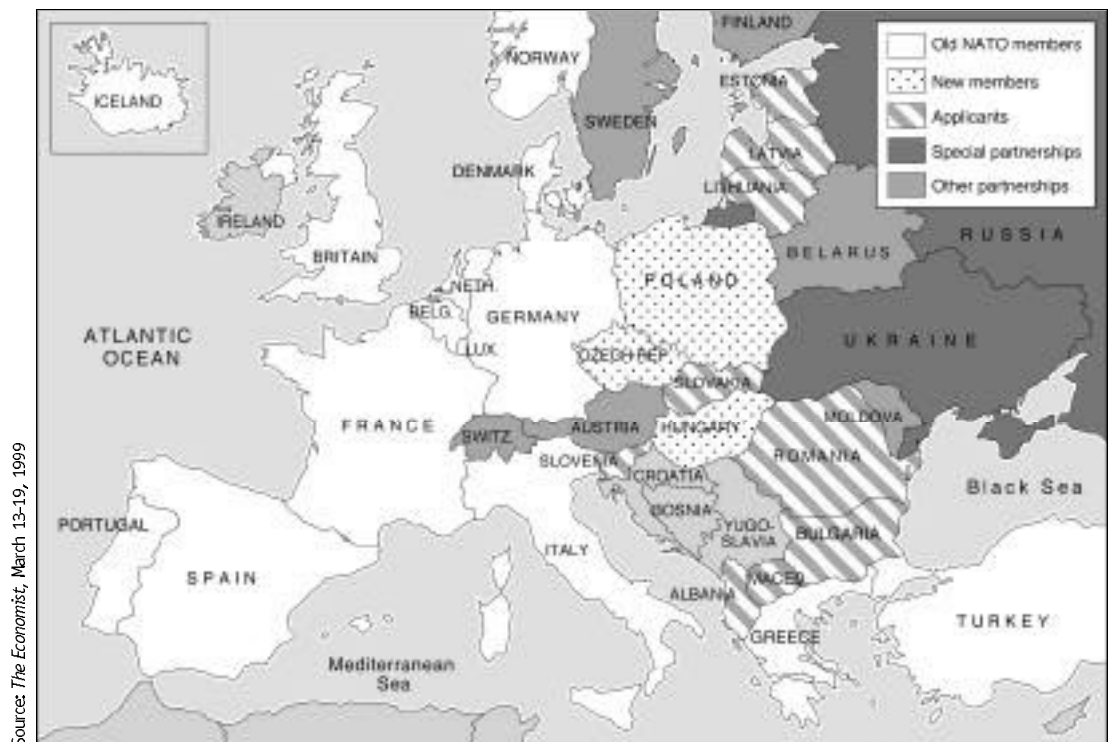 ICELAND
NORWAY
FINLAND
SWEDEN
ESTONIA
LATVIA
LITHUANIA
DENMARK
IRELAND
BRITAIN
NETH.
BELG.
LUX.
GERMANY
POLAND
BELARUS
RUSSIA
UKRAINE
CZECH REP.
SLOVAKIA
ATLANTIC
OCEAN
FRANCE
SWITZ.
AUSTRIA
HUNGARY
MOLDOVA
ROMANIA
SLOVENIA
CROATIA
BOSNIA
YUGO-
SLAVIA
BULGARIA
Black Sea
PORTUGAL
SPAIN
ITALY
ALBANIA
MACED.
GREECE
TURKEY
Mediterranean
Sea
Old NATO members
New members
Applicants
Special partnerships
Other partnerships
Source: The Economist, March 13-19, 1999